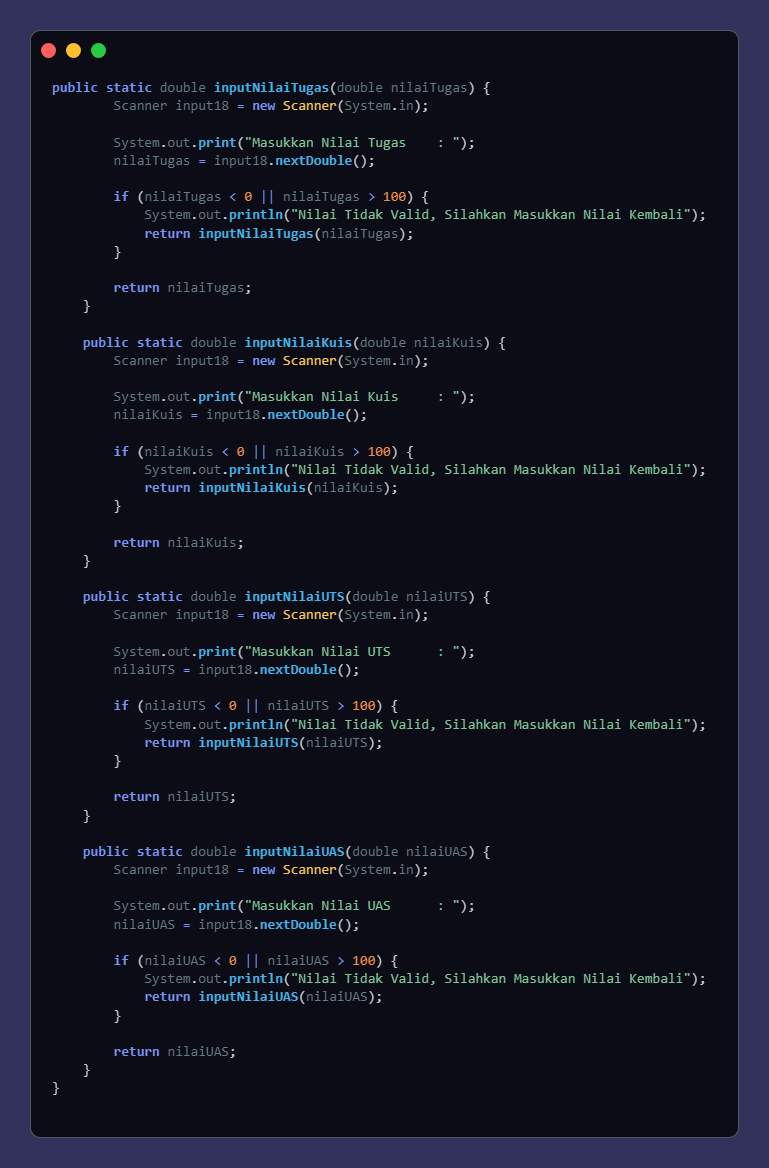 public static double inputNilaiTugas(double nilaiTugas) {
        Scanner input18 = new Scanner(System.in);

        System.out.print("Masukkan Nilai Tugas    : ");
        nilaiTugas = input18.nextDouble();

        if (nilaiTugas < 0 || nilaiTugas > 100) {
            System.out.println("Nilai Tidak Valid, Silahkan Masukkan Nilai Kembali");
            return inputNilaiTugas(nilaiTugas);
        }

        return nilaiTugas;
    }

    public static double inputNilaiKuis(double nilaiKuis) {
        Scanner input18 = new Scanner(System.in);

        System.out.print("Masukkan Nilai Kuis     : ");
        nilaiKuis = input18.nextDouble();

        if (nilaiKuis < 0 || nilaiKuis > 100) {
            System.out.println("Nilai Tidak Valid, Silahkan Masukkan Nilai Kembali");
            return inputNilaiKuis(nilaiKuis);
        }

        return nilaiKuis;
    }

    public static double inputNilaiUTS(double nilaiUTS) {
        Scanner input18 = new Scanner(System.in);

        System.out.print("Masukkan Nilai UTS      : ");
        nilaiUTS = input18.nextDouble();

        if (nilaiUTS < 0 || nilaiUTS > 100) {
            System.out.println("Nilai Tidak Valid, Silahkan Masukkan Nilai Kembali");
            return inputNilaiUTS(nilaiUTS);
        }

        return nilaiUTS;
    }

    public static double inputNilaiUAS(double nilaiUAS) {
        Scanner input18 = new Scanner(System.in);

        System.out.print("Masukkan Nilai UAS      : ");
        nilaiUAS = input18.nextDouble();

        if (nilaiUAS < 0 || nilaiUAS > 100) {
            System.out.println("Nilai Tidak Valid, Silahkan Masukkan Nilai Kembali");
            return inputNilaiUAS(nilaiUAS);
        }

        return nilaiUAS;
    }
}